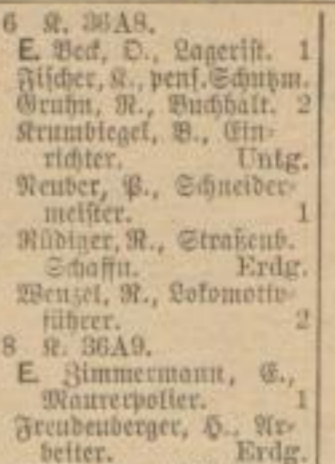 6 K. 36A8.
E. Beck, O., Lagerist. 1
Fischer, K., pens. Schutzm.
Gruhn, R., Buchhalt. 2
Krumbiegel, B., Ein-
richter. Untg.
Neuber, P., Schneider-
meister. 1
Rüdiger, R., Straßenb.
Schaffn. Erdg.
Wenzel, R., Lokomotiv-
führer. 2
8 K. 36A9.
E. Zimmermann, E.,
Maurerpolier. 1
Freudenberger, H., Ar-
beiter. Erdg.